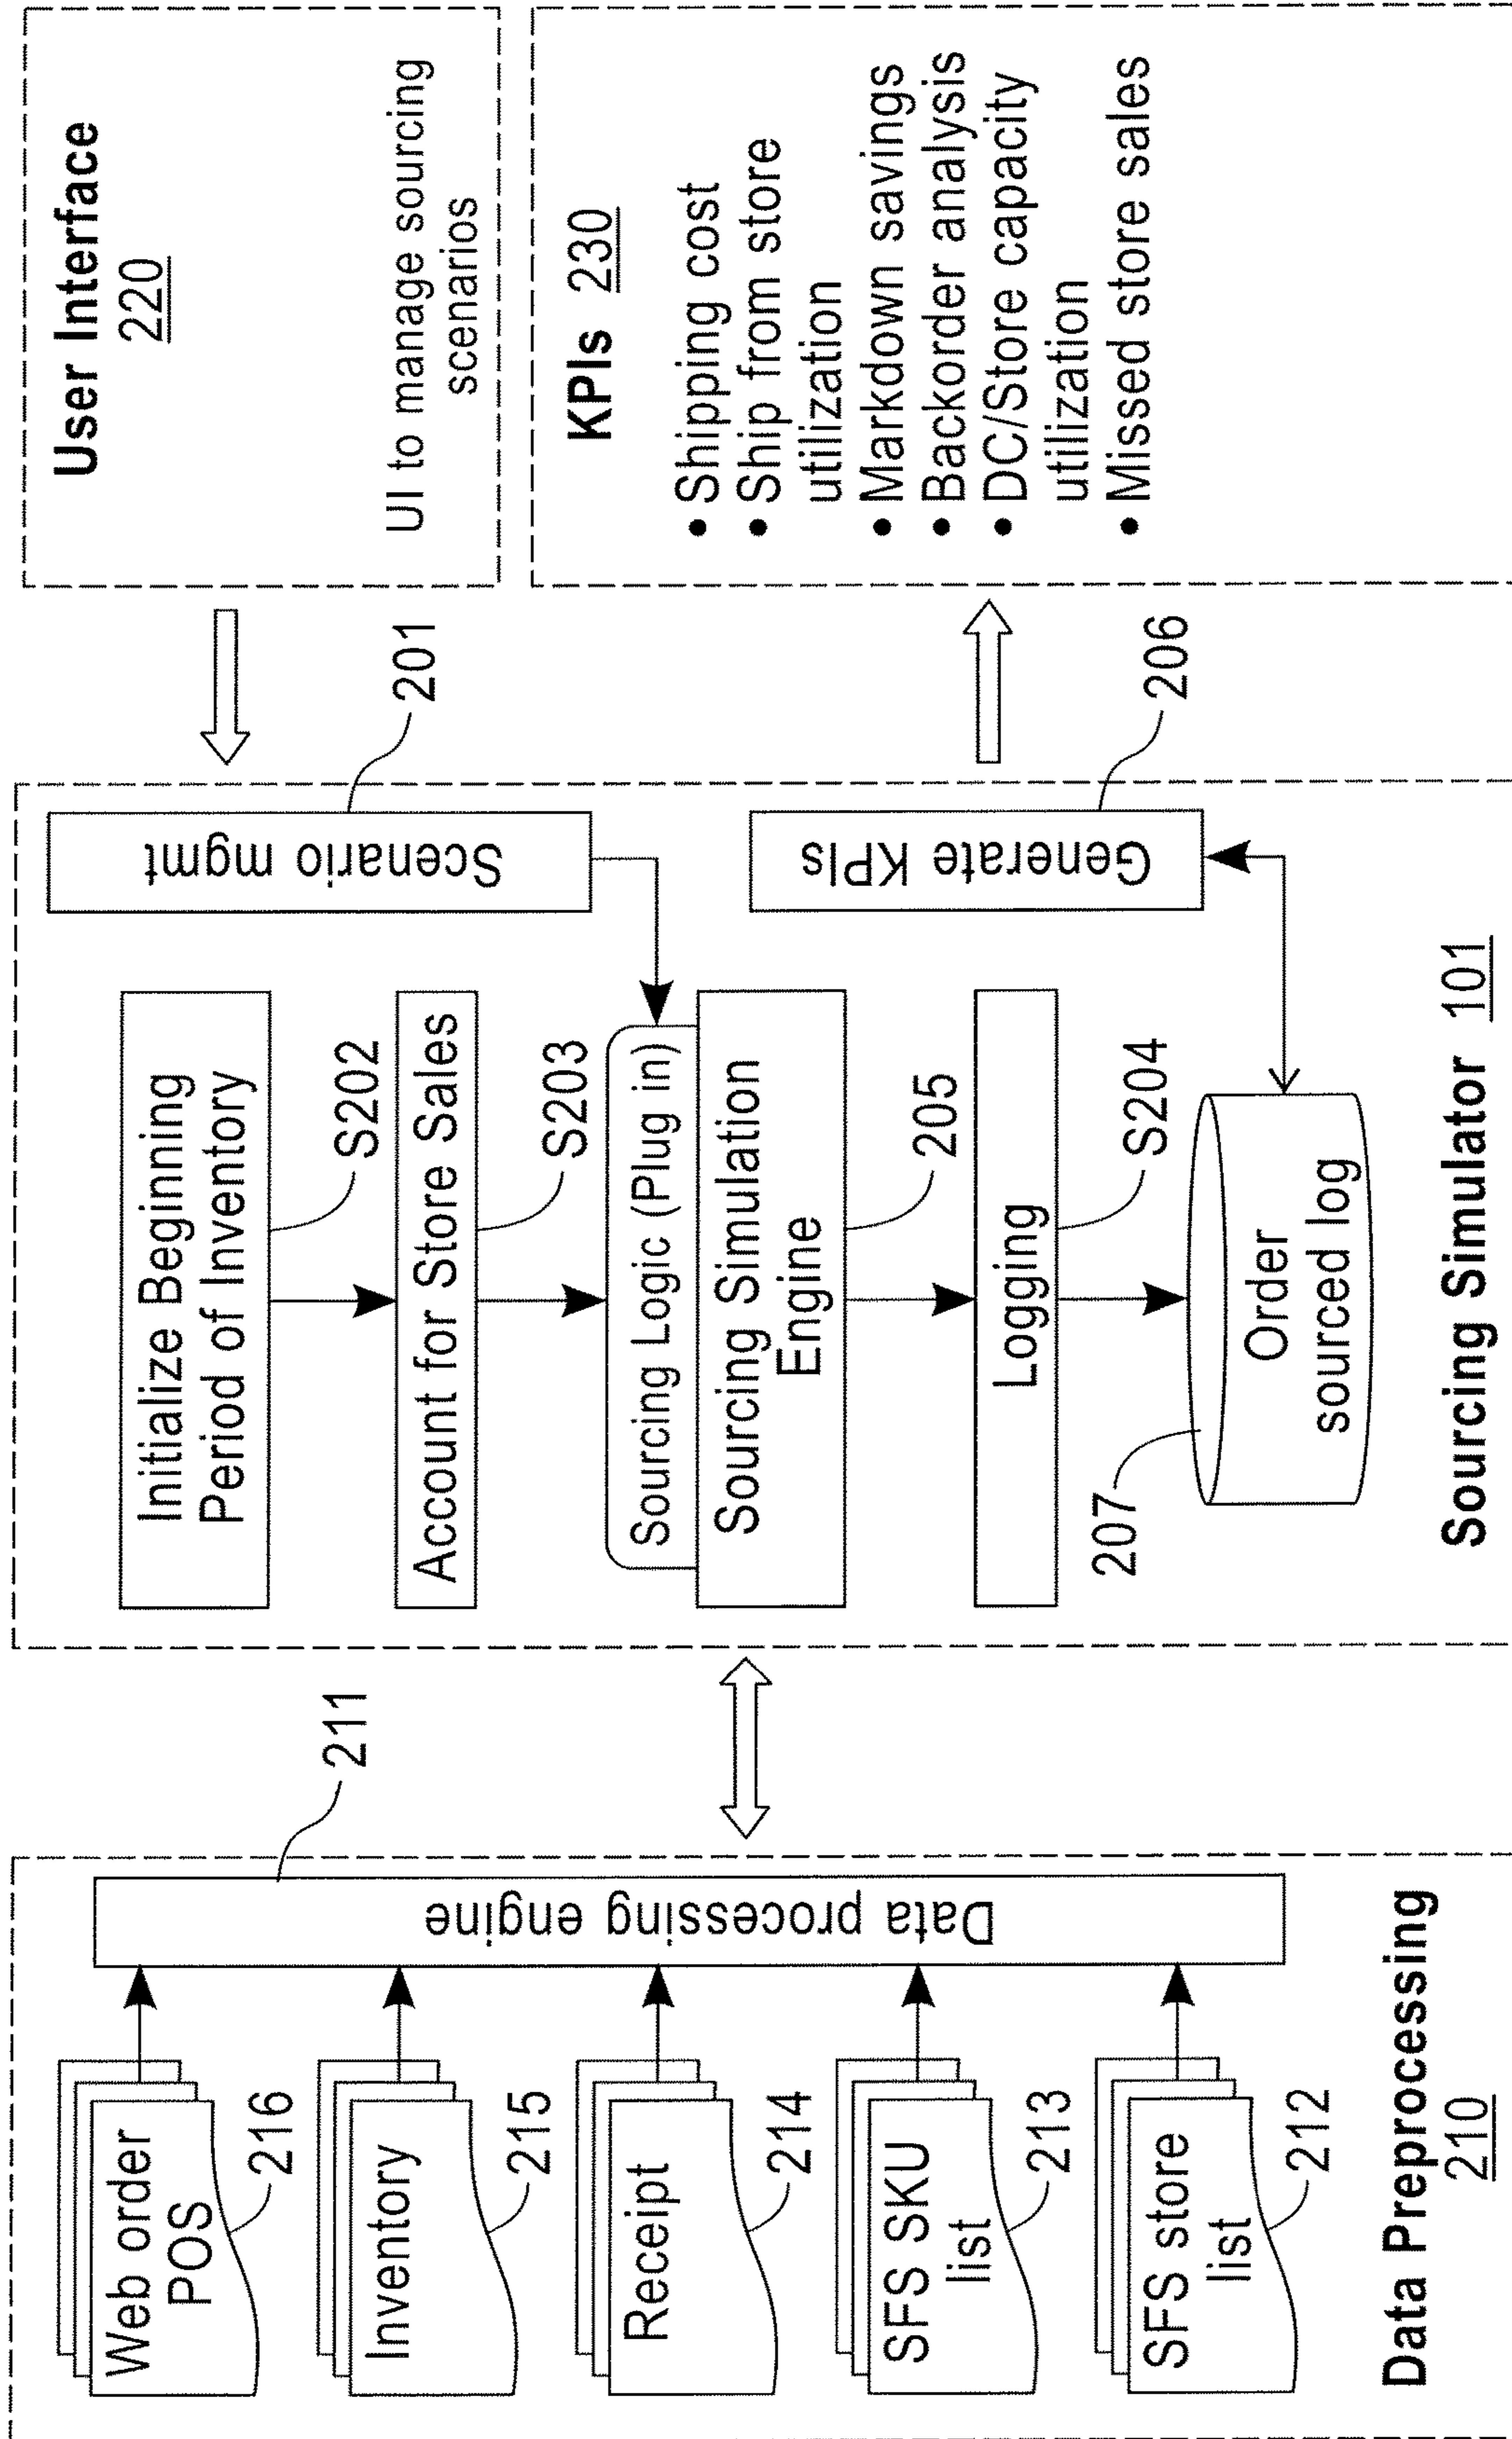 Web order
POS
216
Inventory
215
Receipt
214
SFS SKU
list
213
SFS store
list
212
Data processing engine
211
Data Preprocessing
210
Initialize Beginning
Period of Inventory
S202
Account for Store Sales
S203
Sourcing Logic (Plug in)
Sourcing Simulation
Engine
205
Logging
S204
Order
sourced log
207
Scenario mgmt
201
Generate KPIs
206
Sourcing Simulator 101
User Interface
220
UI to manage sourcing
scenarios
KPIs 230
• Shipping cost
• Ship from store
utilization
• Markdown savings
• Backorder analysis
• DC/Store capacity
utilization
• Missed store sales